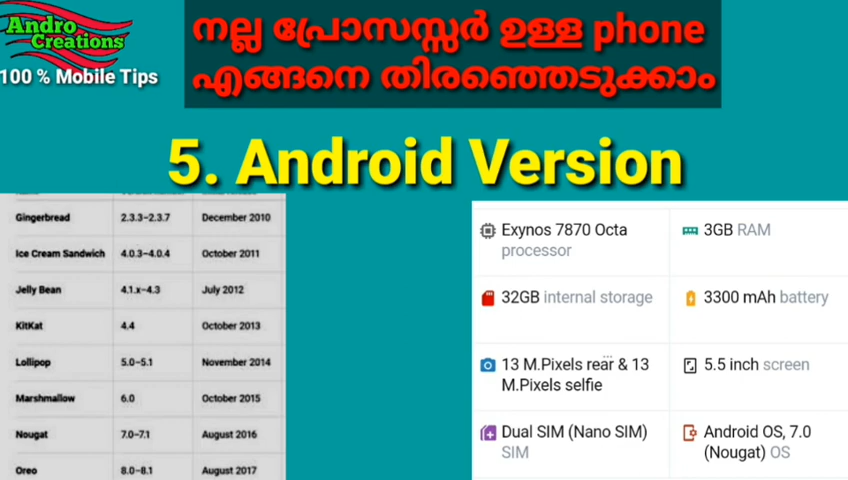 Andro
Creations
100 % Mobile Tips
നല്ല പ്രോസസ്സർ ഉള്ള phone
എങ്ങനെ തിരഞ്ഞെടുക്കാം
5. Android Version
Gingerbread 2.3.3–2.3.7 December 2010
Ice Cream Sandwich 4.0.3–4.0.4 October 2011
Jelly Bean 4.1.x–4.3 July 2012
KitKat 4.4 October 2013
Lollipop 5.0–5.1 November 2014
Marshmallow 6.0 October 2015
Nougat 7.0–7.1 August 2016
Oreo 8.0–8.1 August 2017
Exynos 7870 Octa
processor
3GB RAM
32GB internal storage
3300 mAh battery
13 M.Pixels rear & 13
M.Pixels selfie
5.5 inch screen
Dual SIM (Nano SIM)
SIM
Android OS, 7.0
(Nougat) OS